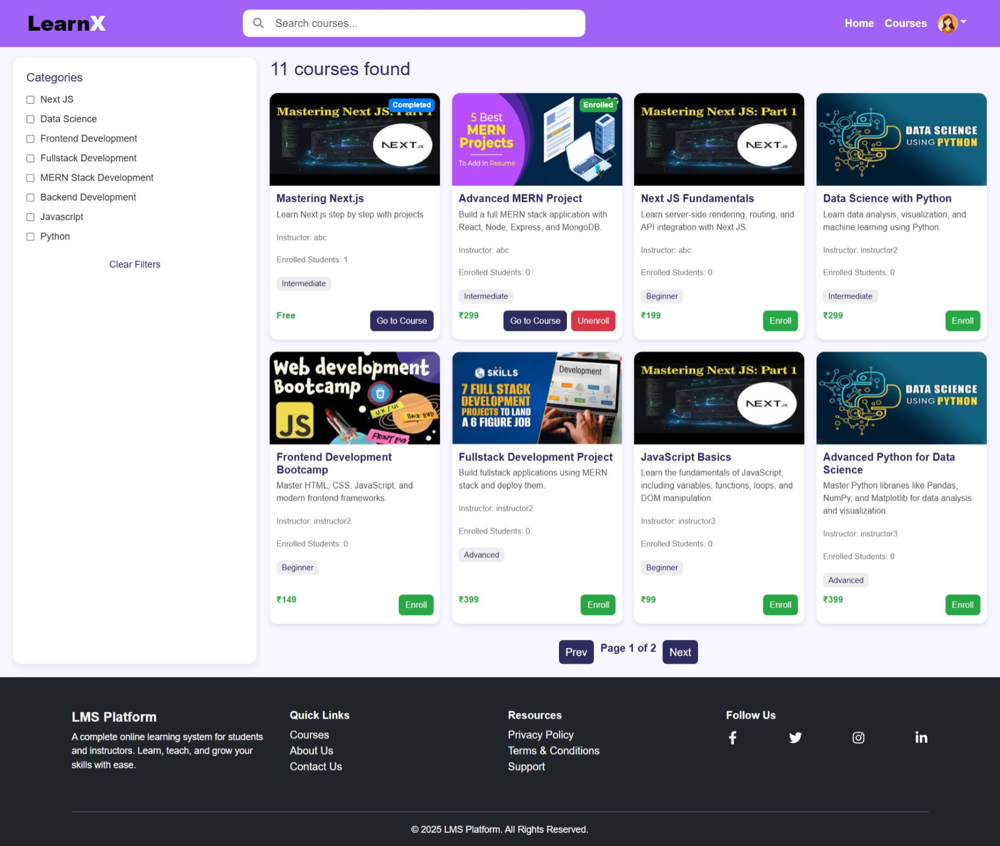 LearnX
Search courses...
Home
Courses
Categories
Next JS
Data Science
Frontend Development
Fullstack Development
MERN Stack Development
Backend Development
Javascript
Python
Clear Filters
11 courses found
Completed
Mastering Next JS: Part 1
NEXT.JS
Mastering Next.js
Learn Next.js step by step with projects
Instructor: abc
Enrolled Students: 1
Intermediate
Free
Go to Course
Enrolled
5 Best
MERN
Projects
To Add In Resume
Advanced MERN Project
Build a full MERN stack application with
React, Node, Express, and MongoDB.
Instructor: abc
Enrolled Students: 0
Intermediate
₹299
Go to Course
Unenroll
Mastering Next JS: Part 1
NEXT.JS
Next JS Fundamentals
Learn server-side rendering, routing, and
API integration with Next JS.
Instructor: abc
Enrolled Students: 0
Beginner
₹199
Enroll
DATA SCIENCE
USING PYTHON
Data Science with Python
Learn data analysis, visualization, and
machine learning using Python.
Instructor: instructor2
Enrolled Students: 0
Intermediate
₹299
Enroll
Web development
Bootcamp
JS
UX / UI
BACK END
FRONT END
Frontend Development
Bootcamp
Master HTML, CSS, JavaScript, and
modern frontend frameworks.
Instructor: instructor2
Enrolled Students: 0
Beginner
₹149
Enroll
SKILLS
Development
7 FULL STACK
DEVELOPMENT
PROJECTS TO LAND
A 6 FIGURE JOB
Fullstack Development Project
Build fullstack applications using MERN
stack and deploy them.
Instructor: instructor2
Enrolled Students: 0
Advanced
₹399
Enroll
Mastering Next JS: Part 1
NEXT.JS
JavaScript Basics
Learn the fundamentals of JavaScript,
including variables, functions, loops, and
DOM manipulation.
Instructor: instructor3
Enrolled Students: 0
Beginner
₹99
Enroll
DATA SCIENCE
USING PYTHON
Advanced Python for Data
Science
Master Python libraries like Pandas,
NumPy, and Matplotlib for data analysis
and visualization.
Instructor: instructor3
Enrolled Students: 0
Advanced
₹399
Enroll
Prev
Page 1 of 2
Next
LMS Platform
A complete online learning system for students
and instructors. Learn, teach, and grow your
skills with ease.
Quick Links
Courses
About Us
Contact Us
Resources
Privacy Policy
Terms & Conditions
Support
Follow Us
© 2025 LMS Platform. All Rights Reserved.